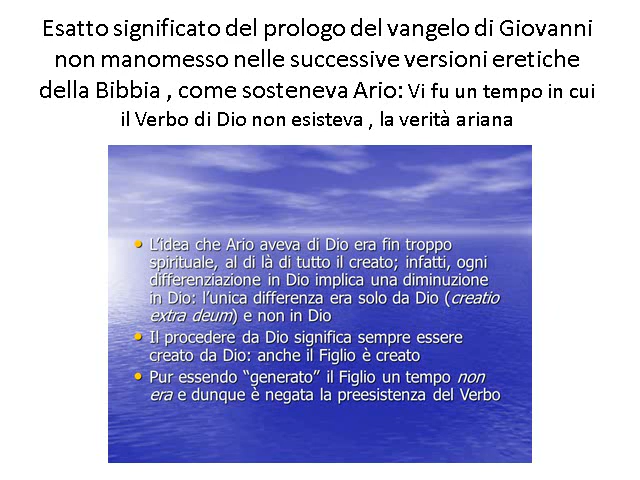 Esatto significato del prologo del vangelo di Giovanni
non manomesso nelle successive versioni eretiche
della Bibbia , come sosteneva Ario: Vi fu un tempo in cui
il Verbo di Dio non esisteva , la verità ariana
• L'idea che Ario aveva di Dio era fin troppo
spirituale, al di là di tutto il creato; infatti, ogni
differenziazione in Dio implica una diminuzione
in Dio: l'unica differenza era solo da Dio (creatio
extra deum) e non in Dio
• Il procedere da Dio significa sempre essere
creato da Dio: anche il Figlio è creato
• Pur essendo "generato" il Figlio un tempo non
era e dunque è negata la preesistenza del Verbo